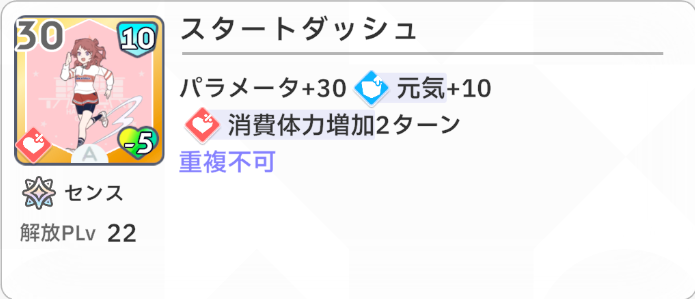 30
10
-5
A
スタートダッシュ
パラメータ+30 元気+10
消費体力増加2ターン
重複不可
センス
解放PLv 22